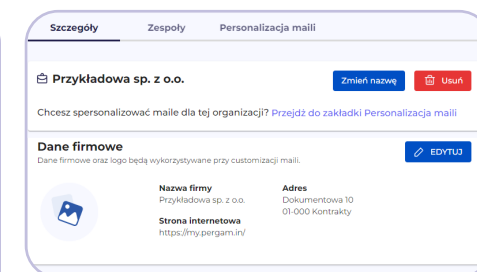 Szczegóły Zespoły Personalizacja maili
Przykładowa sp. z o.o. Zmień nazwę Usuń
Chcesz spersonalizować maile dla tej organizacji? Przejdź do zakładki Personalizacja maili
Dane firmowe EDYTUJ
Dane firmowe oraz logo będą wykorzystywane przy customizacji maili.
Nazwa firmy Adres
Przykładowa sp. z o.o. Dokumentowa 10
01-000 Kontrakty
Strona internetowa
https://my.pergam.in/